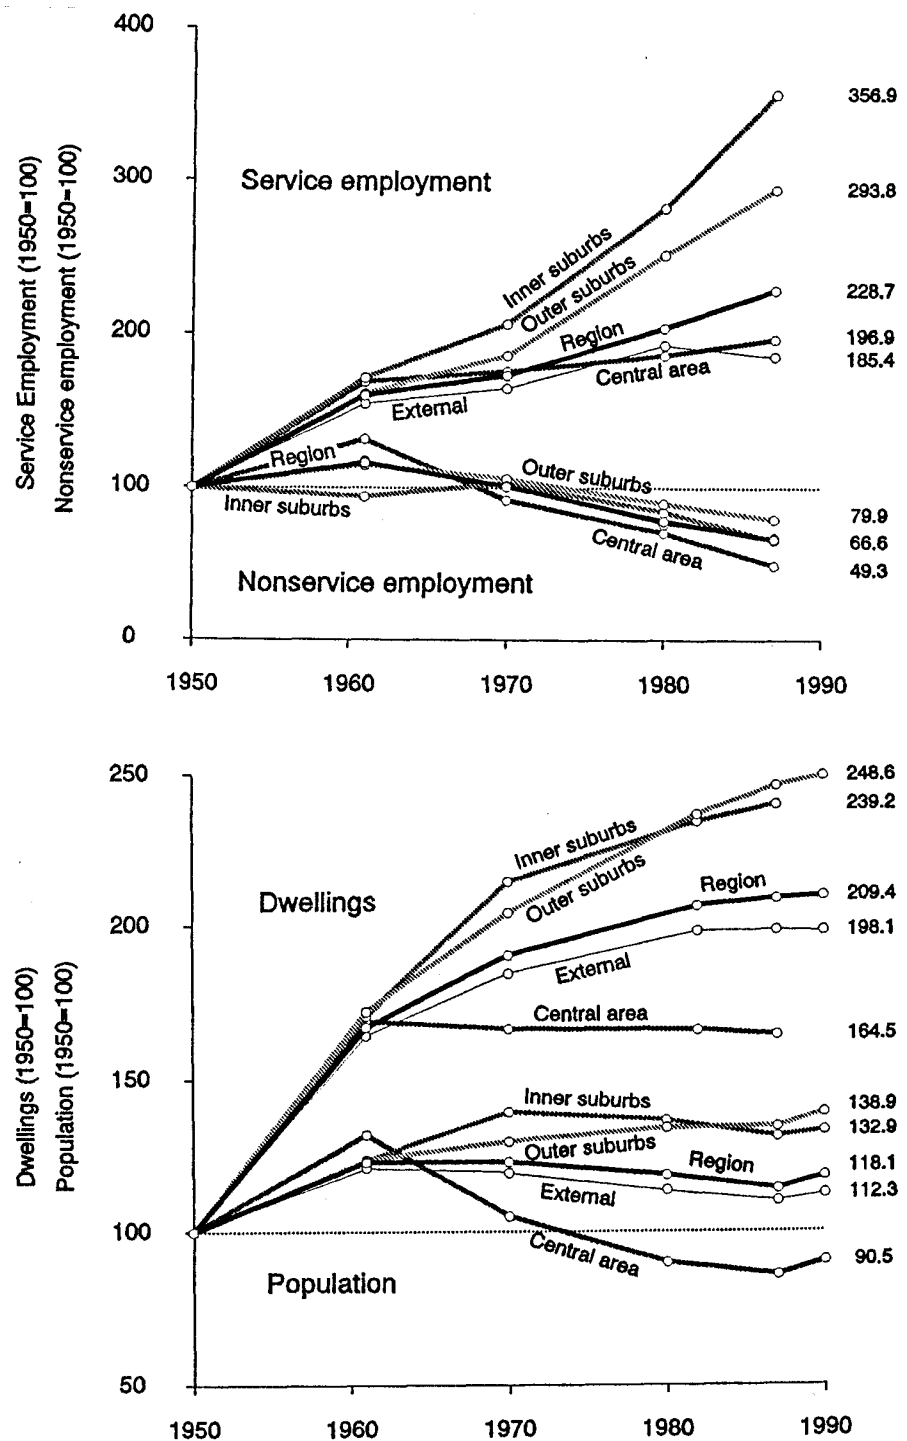 400
300
200
100
0
Service Employment (1950=100)
Nonservice employment (1950=100)
Service employment
Inner suburbs
Outer suburbs
Region
Central area
External
Region
Inner suburbs
Outer suburbs
Central area
Nonservice employment
356.9
293.8
228.7
196.9
185.4
79.9
66.6
49.3
1950 1960 1970 1980 1990
250
200
150
100
50
Dwellings (1950=100)
Population (1950=100)
Dwellings
Inner suburbs
Outer suburbs
Region
External
Central area
Inner suburbs
Outer suburbs
Region
External
Central area
Population
248.6
239.2
209.4
198.1
164.5
138.9
132.9
118.1
112.3
90.5
1950 1960 1970 1980 1990